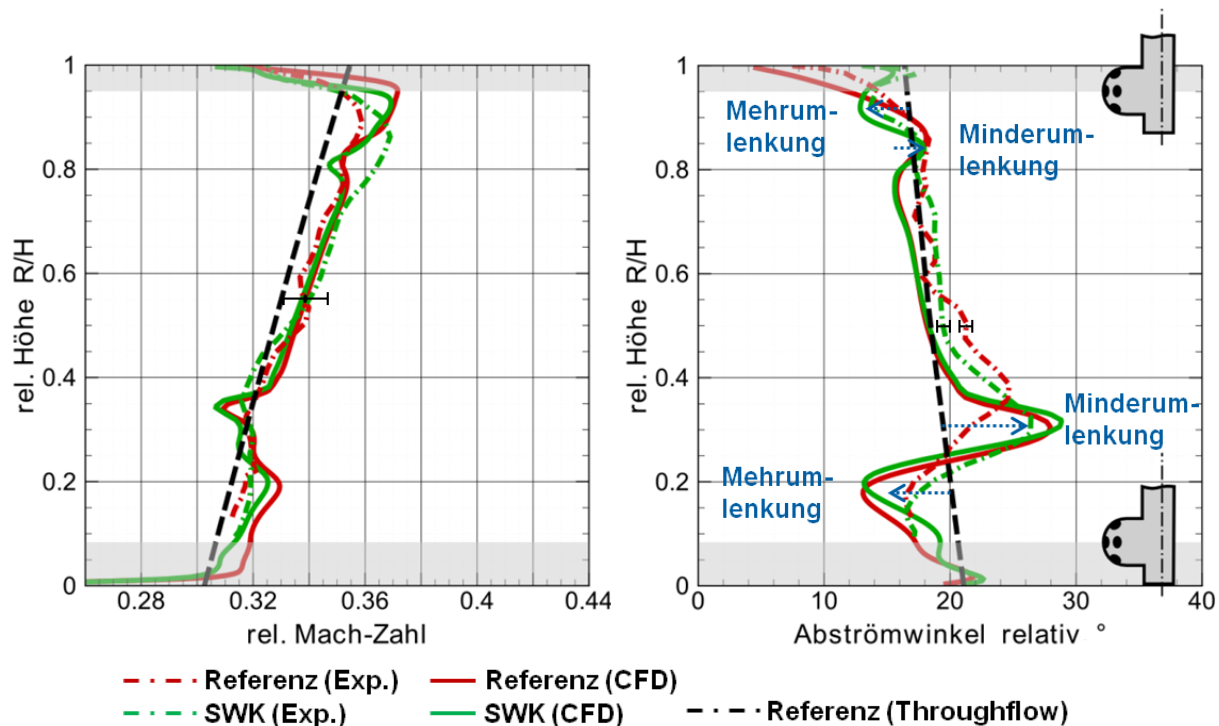 1
0.8
0.6
0.4
0.2
0
rel. Höhe R/H
0.28
0.32
0.36
0.4
0.44
rel. Mach-Zahl
1
0.8
0.6
0.4
0.2
0
rel. Höhe R/H
0
10
20
30
40
Abströmwinkel relativ °
Mehrum-
lenkung
Minderum-
lenkung
Minderum-
lenkung
Mehrum-
lenkung
Referenz (Exp.)
Referenz (CFD)
SWK (Exp.)
SWK (CFD)
Referenz (Throughflow)